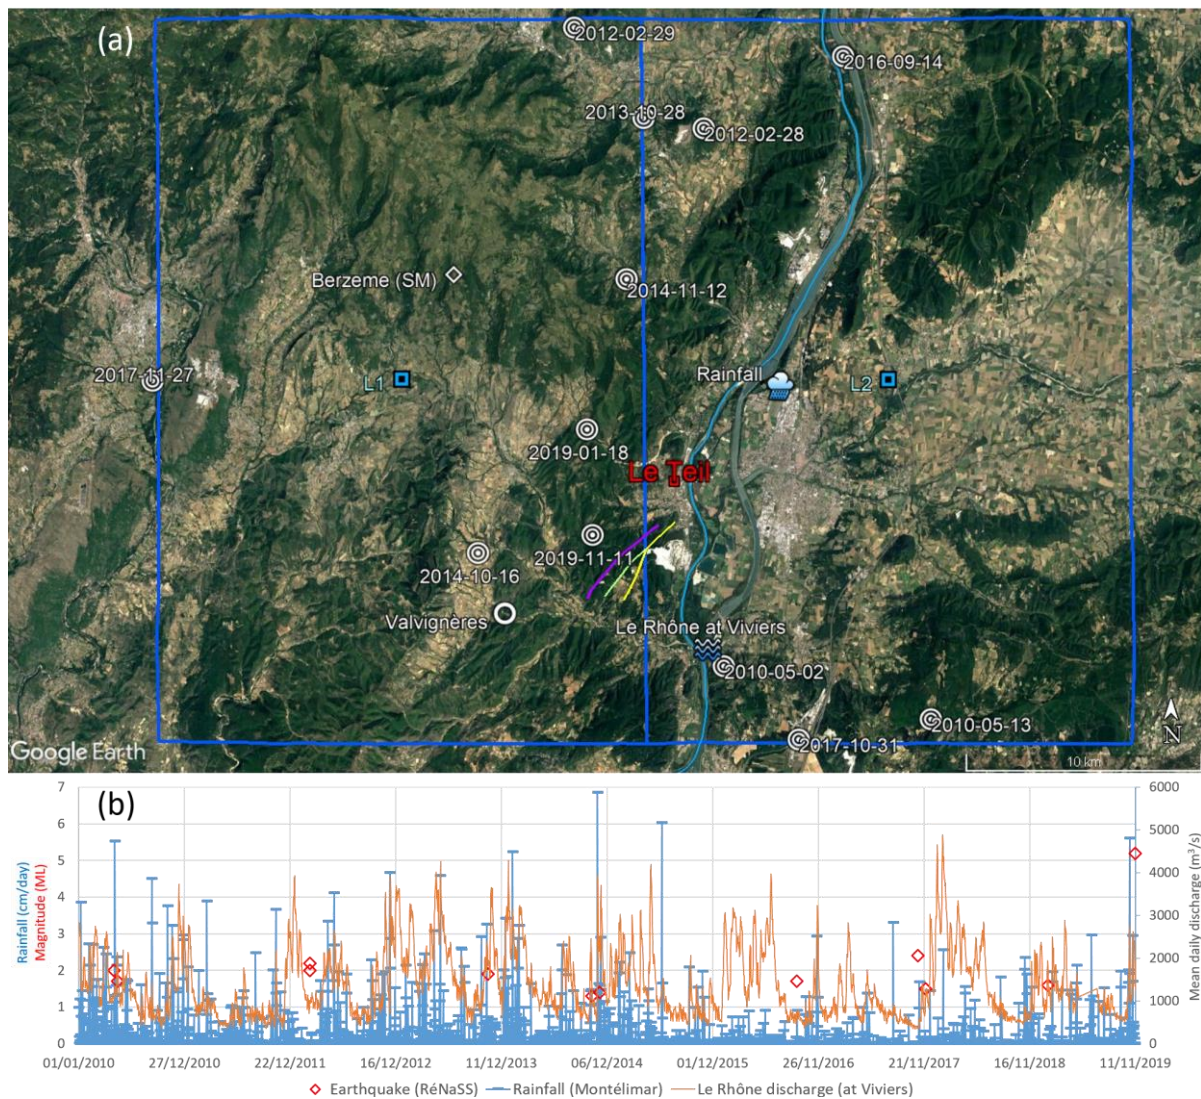 (a)
2012-02-29
2016-09-14
2013-10-28
2012-02-28
Berzeme (SM)
2014-11-12
2017-11-27
L1
Rainfall
L2
2019-01-18
Le Teil
2019-11-11
2014-10-16
Valvignères
Le Rhône at Viviers
2010-05-02
2010-05-13
2017-10-31
N
Google Earth
10 km
(b)
Rainfall (cm/day)
Magnitude (ML)
7
6
5
4
3
2
1
0
6000
5000
4000
3000
2000
1000
0
Mean daily discharge (m³/s)
01/01/2010 27/12/2010 22/12/2011 16/12/2012 11/12/2013 06/12/2014 01/12/2015 26/11/2016 21/11/2017 16/11/2018 11/11/2019
Earthquake (RéNaSS) Rainfall (Montélimar) Le Rhône discharge (at Viviers)